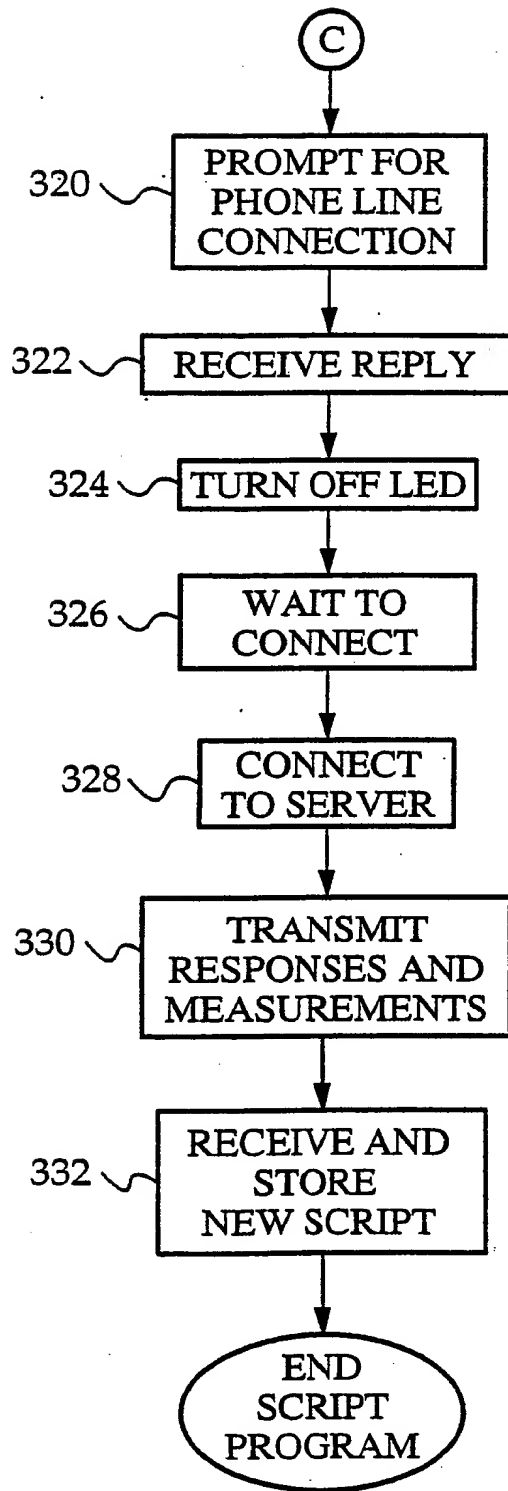 C
320
PROMPT FOR
PHONE LINE
CONNECTION
322
RECEIVE REPLY
324
TURN OFF LED
326
WAIT TO
CONNECT
328
CONNECT
TO SERVER
330
TRANSMIT
RESPONSES AND
MEASUREMENTS
332
RECEIVE AND
STORE
NEW SCRIPT
END
SCRIPT
PROGRAM